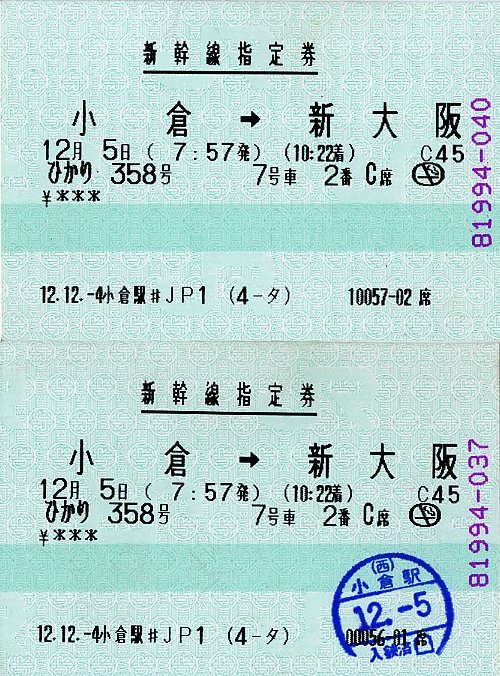 新幹線指定券
小倉 → 新大阪
12月 5日 ( 7:57発) (10:22着) C45
ひかり 358号 7号車 2番 C席
¥***
81994-040
12.12.-4小倉駅#JP1 (4-タ) 10057-02 席
新幹線指定券
小倉 → 新大阪
12月 5日 ( 7:57発) (10:22着) C45
ひかり 358号 7号車 2番 C席
¥***
81994-037
(西)
小倉駅
12.-5
12.12.-4小倉駅#JP1 (4-タ) 00056-01 席